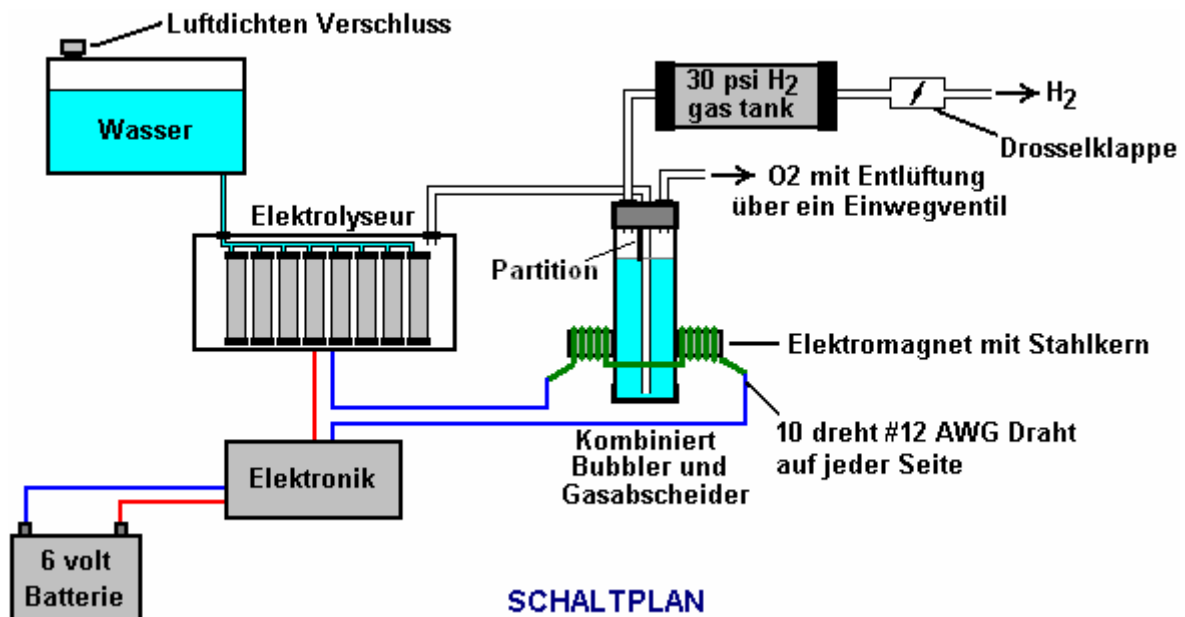 Luftdichten Verschluss
Wasser
30 psi H2
gas tank
H2
Drosselklappe
O2 mit Entlüftung
über ein Einwegventil
Elektrolyseur
Partition
Elektromagnet mit Stahlkern
10 dreht #12 AWG Draht
auf jeder Seite
Kombiniert
Bubbler und
Gasabscheider
Elektronik
6 volt
Batterie
SCHALTPLAN